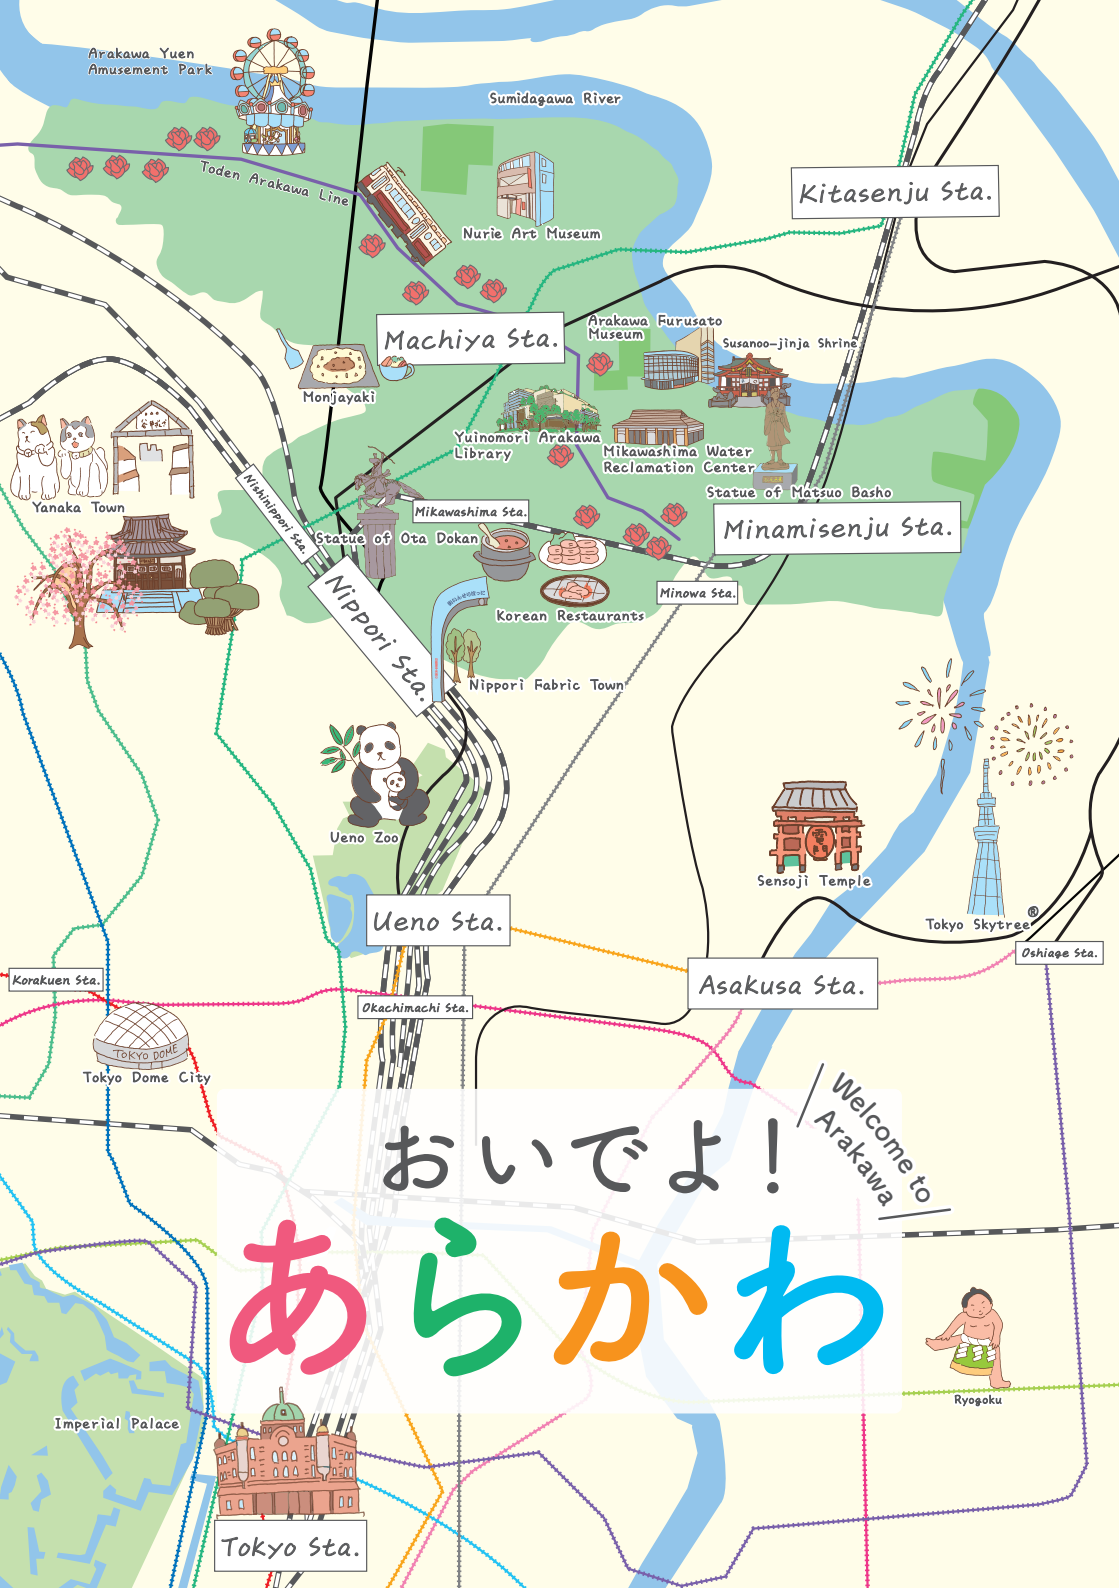 Arakawa Yuen
Amusement Park
Sumidagawa River
Toden Arakawa Line
Nurie Art Museum
Kitasenju Sta.
Machiya Sta.
Arakawa Furusato
Museum
Susanoo-jinja Shrine
Monjayaki
Yuinomori Arakawa
Library
Mikawashima Water
Reclamation Center
Statue of Matsuo Basho
Yanaka Town
Nishinippori Sta.
Mikawashima Sta.
Statue of Ota Dokan
Minamisenju Sta.
Nippori Sta.
Korean Restaurants
Minowa Sta.
Nippori Fabric Town
Ueno Zoo
Sensoji Temple
Tokyo Skytree®
Ueno Sta.
Oshiage Sta.
Asakusa Sta.
Korakuen Sta.
Okachimachi Sta.
TOKYO DOME
Tokyo Dome City
Welcome to
Arakawa
おいでよ！
あらかわ
Ryogoku
Imperial Palace
Tokyo Sta.